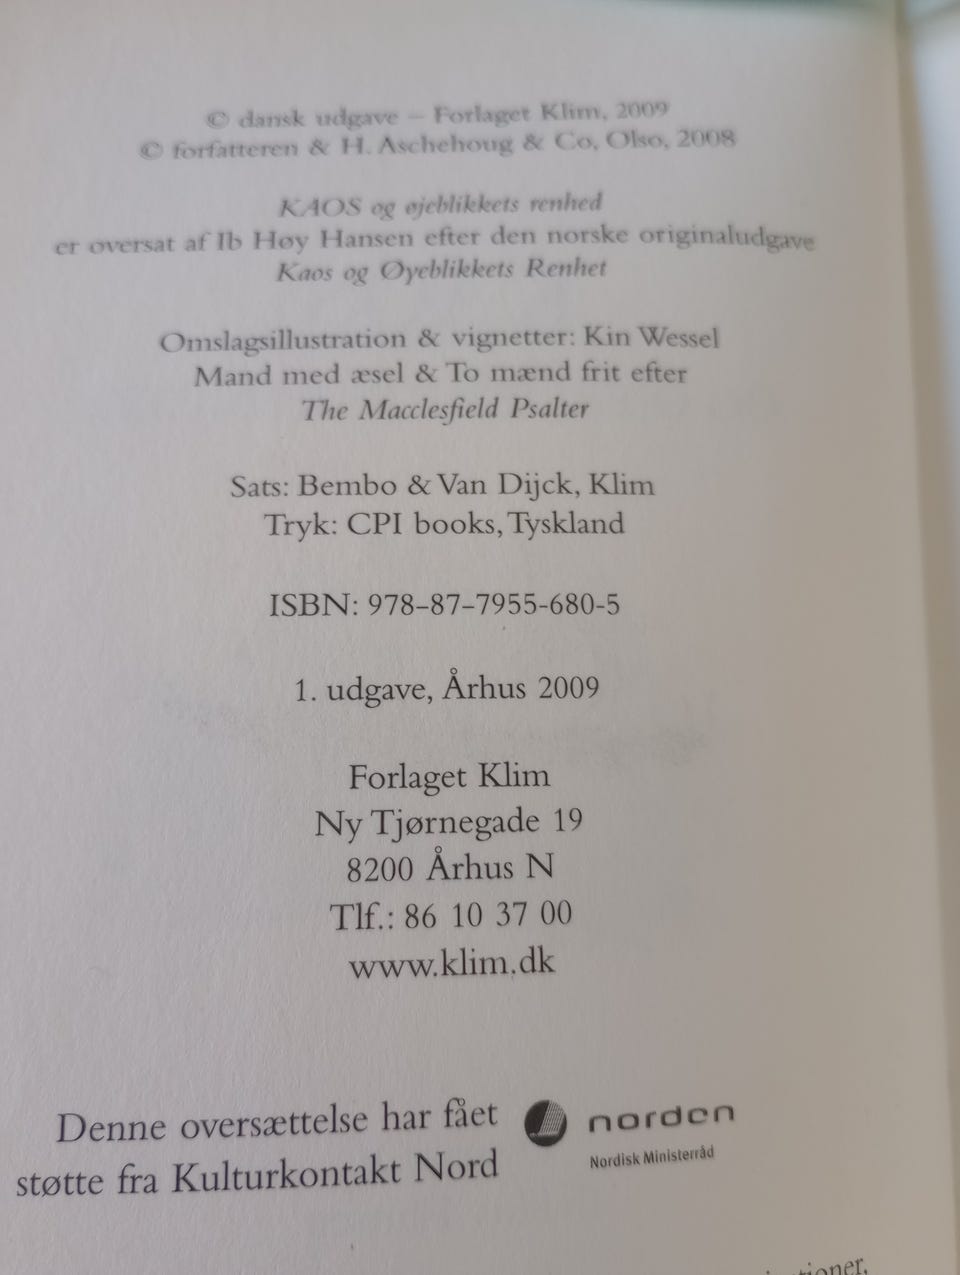 © dansk udgave – Forlaget Klim, 2009
© forfatteren & H. Aschehoug & Co, Olso, 2008
KAOS og øjeblikkets renhed
er oversat af Ib Høy Hansen efter den norske originaludgave
Kaos og Øyeblikkets Renhet
Omslagsillustration & vignetter: Kin Wessel
Mand med æsel & To mænd frit efter
The Macclesfield Psalter
Sats: Bembo & Van Dijck, Klim
Tryk: CPI books, Tyskland
ISBN: 978-87-7955-680-5
1. udgave, Århus 2009
Forlaget Klim
Ny Tjørnegade 19
8200 Århus N
Tlf.: 86 10 37 00
www.klim.dk
Denne oversættelse har fået
støtte fra Kulturkontakt Nord
norden
Nordisk Ministerråd